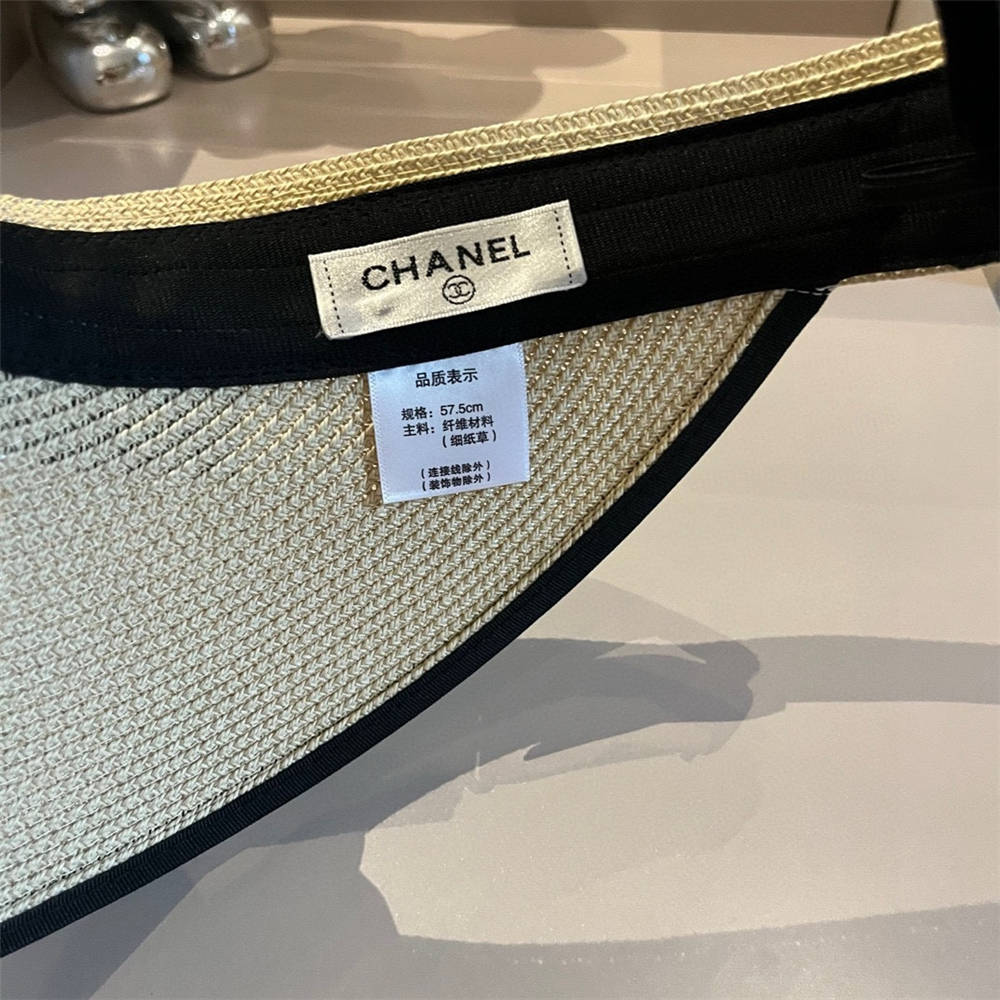 CHANEL
品质表示
规格：57.5cm
主料：纤维材料
（细纸草）
（连接线除外）
（装饰物除外）